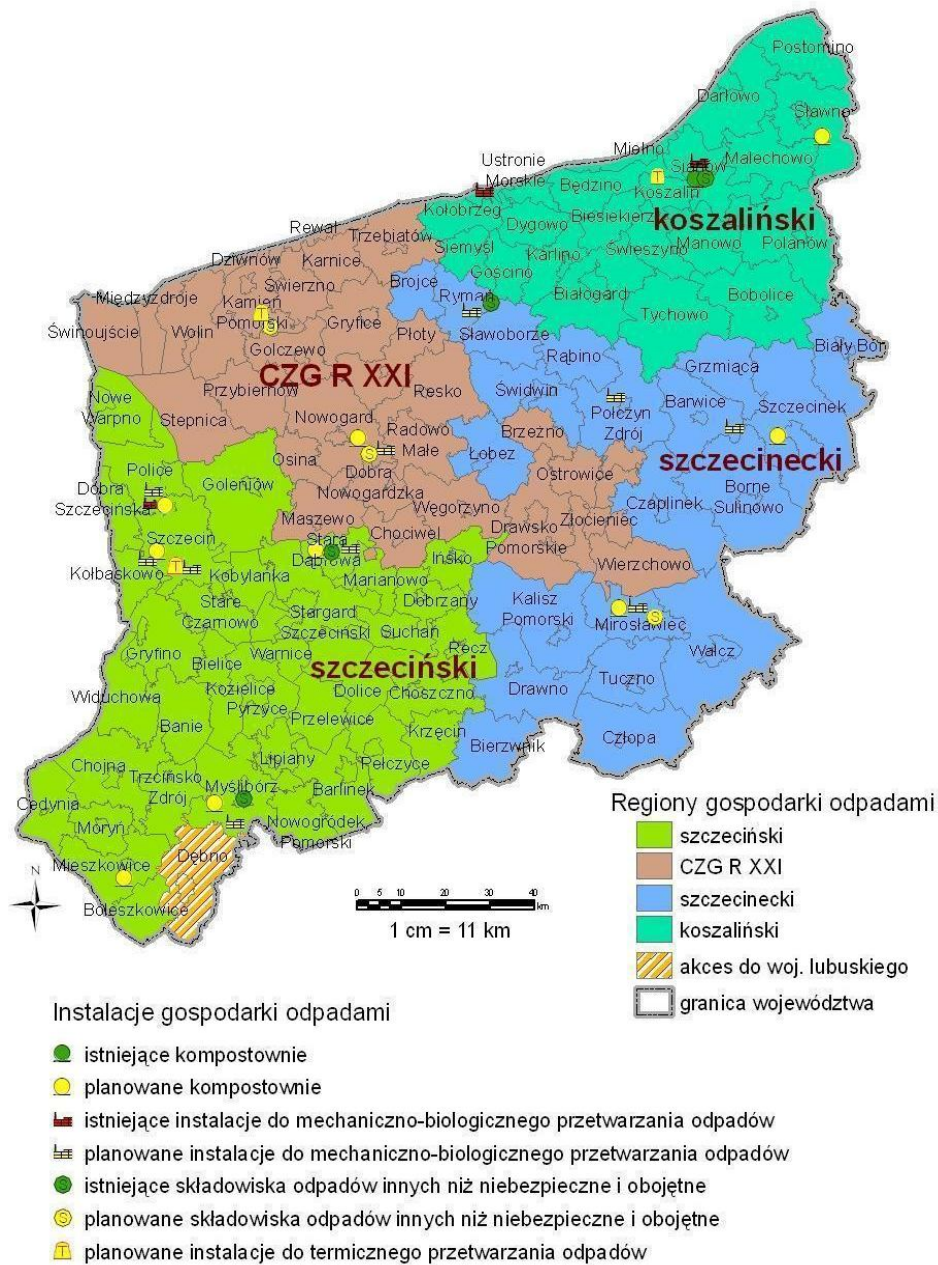 Postomino
Darłowo
Sławno
Mielno
Sianów
Malechowo
Ustronie
Morskie
Będzino
Koszalin
Kołobrzeg
Dygowo
Biesiekierz
koszaliński
Rewal
Trzebiatów
Siemyśl
Karlino
Świeszyno
Manowo
Polanów
Dziwnów
Karnice
Gościno
Świerzno
Brojce
Rymań
Białogard
Bobolice
Międzyzdroje
Kamień
Pomorski
Tychowo
Świnoujście
Wolin
Gryfice
Płoty
Sławoborze
Golczewo
Rąbino
Grzmiąca
Biały Bór
CZG R XXI
Nowe
Warpno
Przybiernów
Resko
Świdwin
Barwice
Szczecinek
Stepnica
Nowogard
Radowo
Małe
Połczyn
Zdrój
Brzeżno
Osina
Dobra
Łobez
szczecinecki
Police
Goleniów
Nowogardzka
Ostrowice
Dobra
Szczecińska
Węgorzyno
Czaplinek
Borne
Sulinowo
Maszewo
Chociwel
Drawsko
Pomorskie
Złocieniec
Szczecin
Stara
Dąbrowa
Ińsko
Wierzchowo
Kołbaskowo
Kobylanka
Marianowo
Dobrzany
Kalisz
Pomorski
Mirosławiec
Stare
Czarnowo
Stargard
Szczeciński
Suchań
Recz
Wałcz
Gryfino
Bielice
Warnice
szczeciński
Tuczno
Widuchowa
Kozielice
Pyrzyce
Dolice
Choszczno
Drawno
Banie
Przelewice
Krzęcin
Bierzwnik
Człopa
Chojna
Trzcińsko
Zdrój
Lipiany
Pełczyce
Cedynia
Myślibórz
Barlinek
Moryń
Nowogródek
Pomorski
Mieszkowice
Dębno
Boleszkowice
N
0 5 10 20 30 40
km
1 cm = 11 km
Regiony gospodarki odpadami
szczeciński
CZG R XXI
szczecinecki
koszaliński
akces do woj. lubuskiego
granica województwa
Instalacje gospodarki odpadami
istniejące kompostownie
planowane kompostownie
istniejące instalacje do mechaniczno-biologicznego przetwarzania odpadów
planowane instalacje do mechaniczno-biologicznego przetwarzania odpadów
S istniejące składowiska odpadów innych niż niebezpieczne i obojętne
S planowane składowiska odpadów innych niż niebezpieczne i obojętne
T planowane instalacje do termicznego przetwarzania odpadów